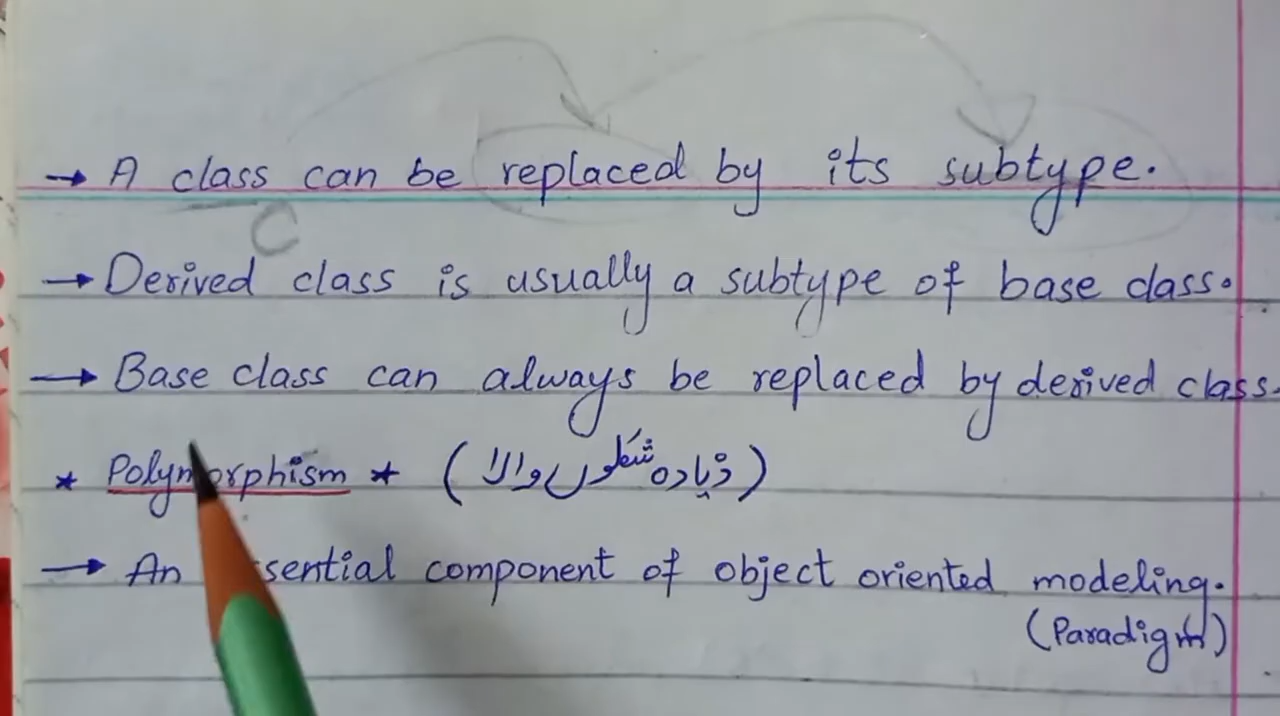 → A class can be replaced by its subtype.
C
→ Derived class is usually a subtype of base class.
→ Base class can always be replaced by derived class.
* Polymorphism * (زیادہ شکلوں والا)
→ An sential component of object oriented modeling.
(Paradigm)